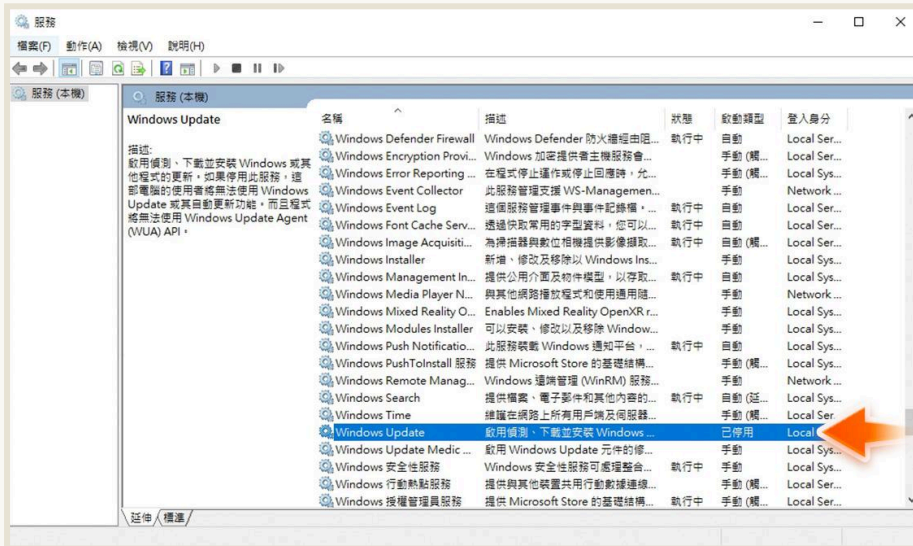 服務
檔案(F) 動作(A) 檢視(V) 說明(H)
服務 (本機)
服務 (本機)
Windows Update
描述:
啟用偵測、下載並安裝 Windows 或其
他程式的更新。如果停用此服務，這
部電腦的使用者將無法使用 Windows
Update 或其自動更新功能，而且程式
將無法使用 Windows Update Agent
(WUA) API。
名稱 描述 狀態 啟動類型 登入身分
Windows Defender Firewall Windows Defender 防火牆經由阻... 執行中 自動 Local Ser...
Windows Encryption Provi... Windows 加密提供者主機服務會... 手動 (觸... Local Ser...
Windows Error Reporting ... 在程式停止運作或停止回應時，允... 手動 (觸... Local Sys...
Windows Event Collector 此服務管理支援 WS-Managemen... 手動 Network ...
Windows Event Log 這個服務管理事件與事件記錄檔。... 執行中 自動 Local Ser...
Windows Font Cache Serv... 透過快取常用的字型資料，您可以... 執行中 自動 Local Ser...
Windows Image Acquisiti... 為掃描器與數位相機提供影像擷取... 執行中 自動 (觸... Local Ser...
Windows Installer 新增、修改及移除以 Windows Ins... 手動 Local Sys...
Windows Management In... 提供公用介面及物件模型，以存取... 執行中 自動 Local Sys...
Windows Media Player N... 與其他網路播放程式和使用通用隨... 手動 Network ...
Windows Mixed Reality O... Enables Mixed Reality OpenXR r... 手動 Local Sys...
Windows Modules Installer 可以安裝、修改以及移除 Window... 手動 Local Sys...
Windows Push Notificatio... 此服務裝載 Windows 通知平台，... 執行中 自動 Local Sys...
Windows PushToInstall 服務 提供 Microsoft Store 的基礎結構... 手動 (觸... Local Sys...
Windows Remote Manag... Windows 遠端管理 (WinRM) 服務... 手動 Network ...
Windows Search 提供檔案、電子郵件和其他內容的... 執行中 自動 (延... Local Sys...
Windows Time 維護在網路上所有用戶端及伺服器... 手動 (觸... Local Ser...
Windows Update 啟用偵測、下載並安裝 Windows ... 已停用 Local
Windows Update Medic ... 啟用 Windows Update 元件的修... 手動 Local Sys...
Windows 安全性服務 Windows 安全性服務可處理整合... 執行中 手動 Local Sys...
Windows 行動熱點服務 提供與其他裝置共用行動數據連線... 手動 (觸... Local Ser...
Windows 授權管理員服務 提供 Microsoft Store 的基礎結構... 執行中 手動 (觸... Local Ser...
延伸 標準